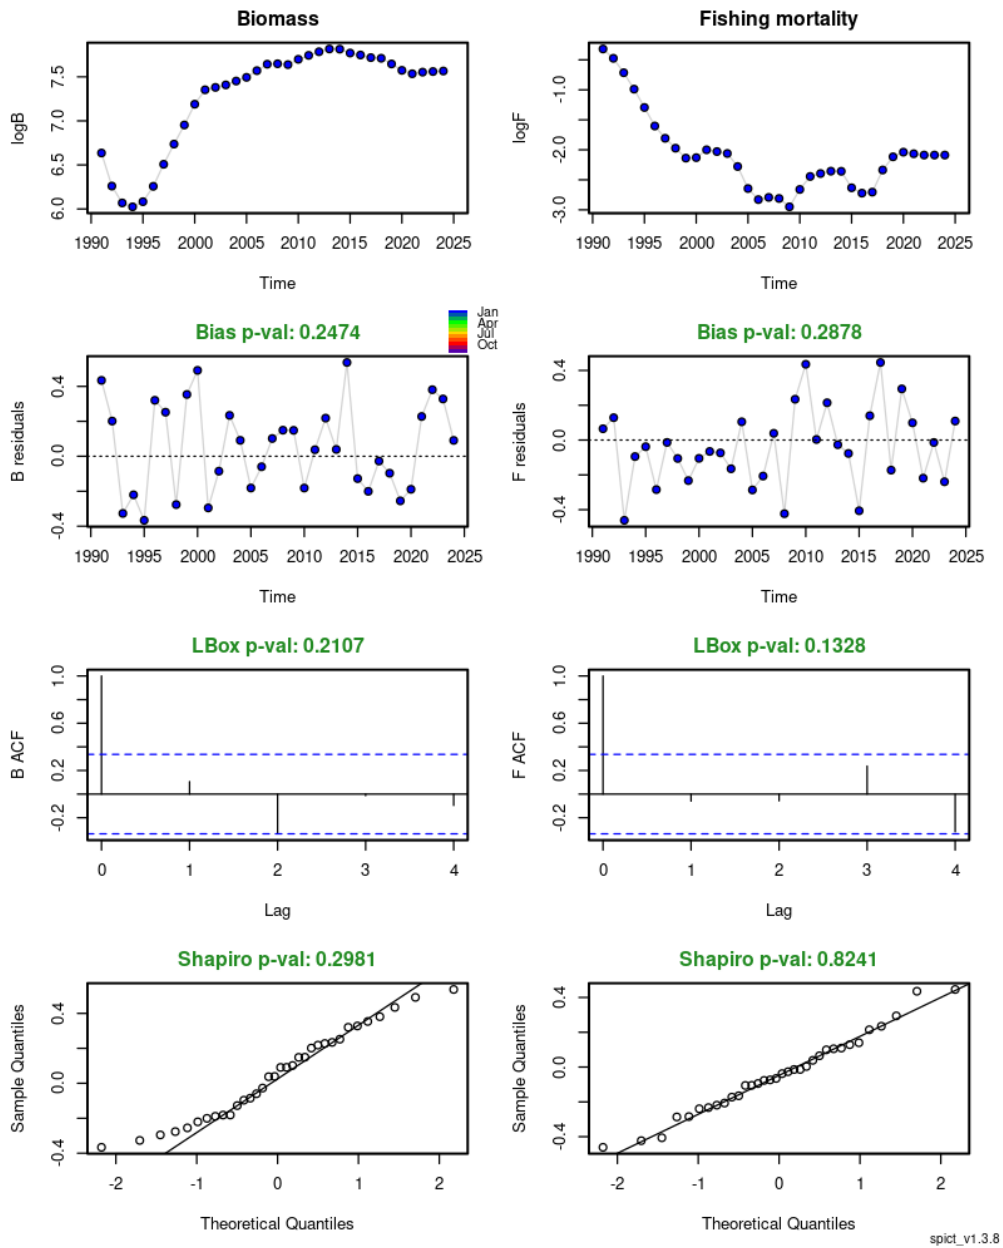 Biomass
Fishing mortality
logB
6.0 6.5 7.0 7.5
1990 1995 2000 2005 2010 2015 2020 2025
Time
logF
-3.0 -2.0 -1.0
1990 1995 2000 2005 2010 2015 2020 2025
Time
Jan
Apr
Jul
Oct
Bias p-val: 0.2474
Bias p-val: 0.2878
B residuals
-0.4 0.0 0.4
1990 1995 2000 2005 2010 2015 2020 2025
Time
F residuals
-0.4 0.0 0.4
1990 1995 2000 2005 2010 2015 2020 2025
Time
LBox p-val: 0.2107
LBox p-val: 0.1328
B ACF
-0.2 0.2 0.6 1.0
0 1 2 3 4
Lag
F ACF
-0.2 0.2 0.6 1.0
0 1 2 3 4
Lag
Shapiro p-val: 0.2981
Shapiro p-val: 0.8241
Sample Quantiles
-0.4 0.0 0.4
-2 -1 0 1 2
Theoretical Quantiles
Sample Quantiles
-0.4 0.0 0.4
-2 -1 0 1 2
Theoretical Quantiles
spict_v1.3.8